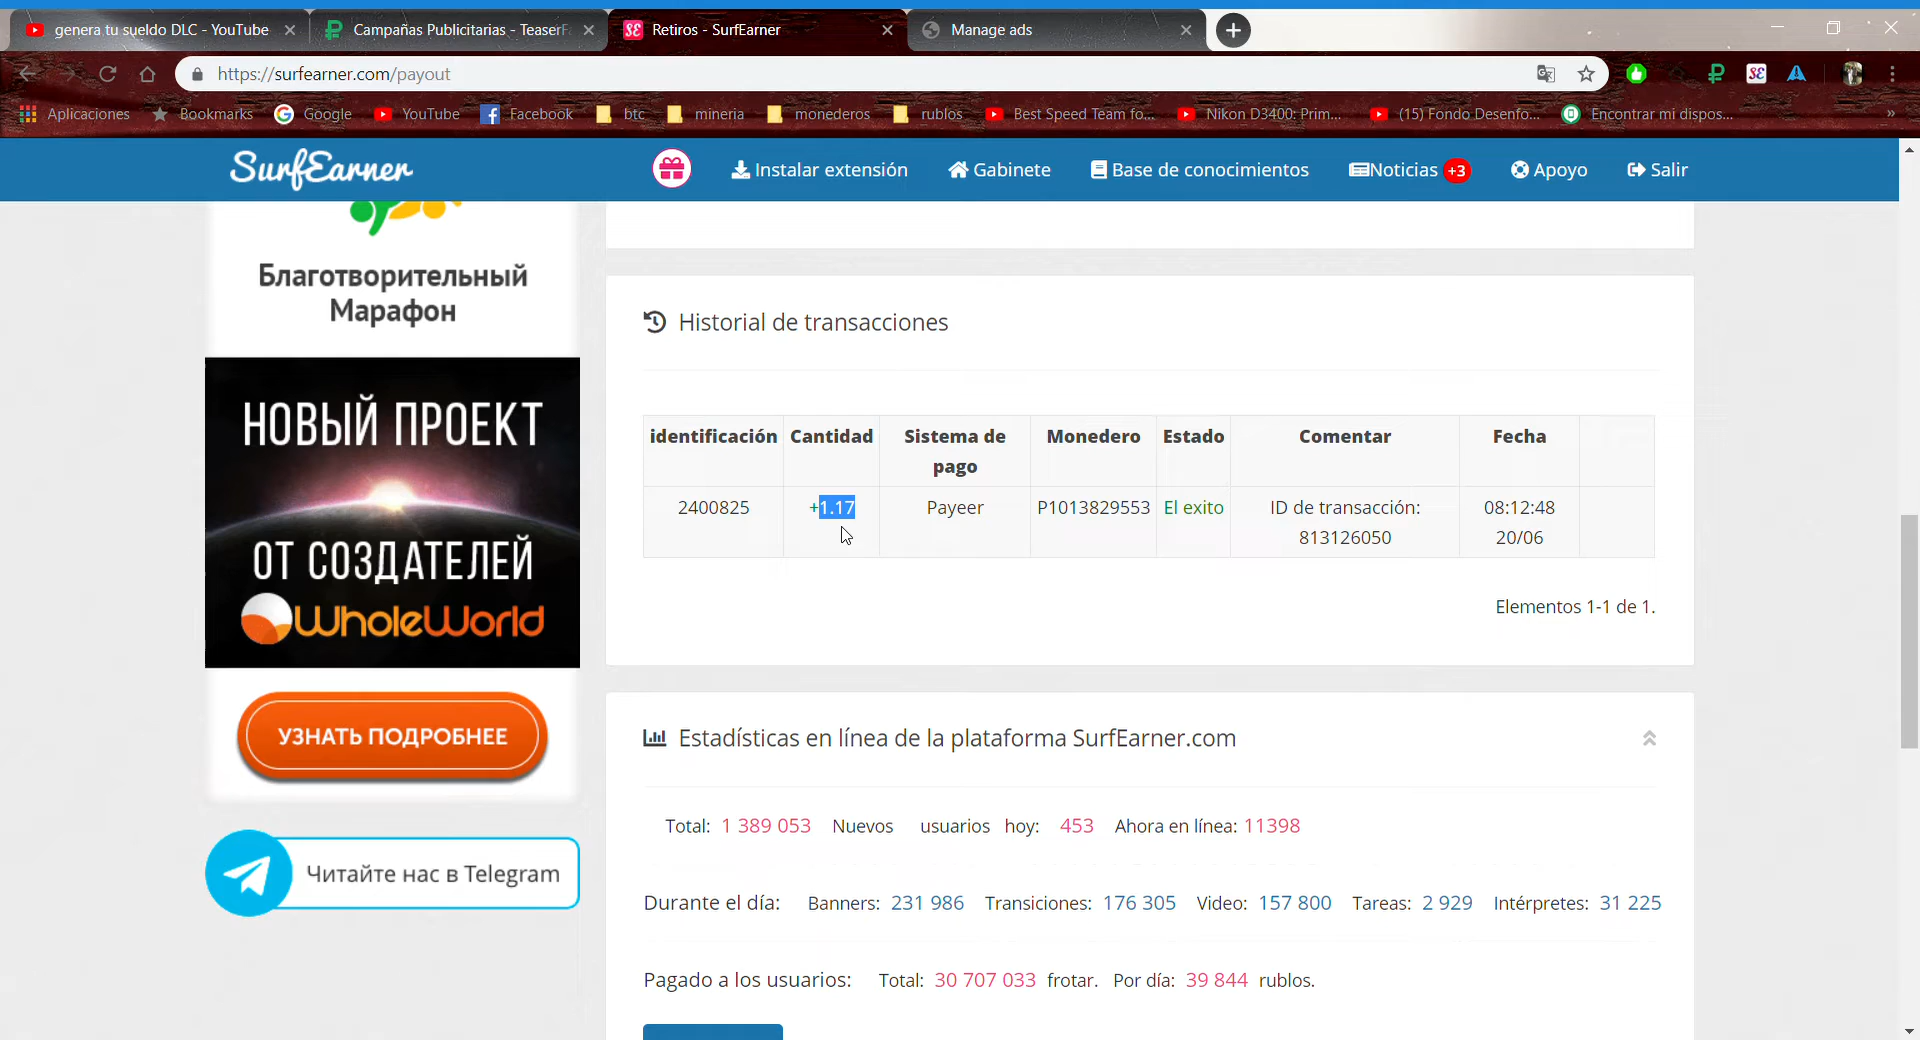 genera tu sueldo DLC - YouTube
Campañas Publicitarias - TeaserF
Retiros - SurfEarner
Manage ads
https://surfearner.com/payout
Aplicaciones
Bookmarks
Google
YouTube
Facebook
btc
mineria
monederos
rublos
Best Speed Team fo...
Nikon D3400: Prim...
(15) Fondo Desenfo...
Encontrar mi dispos...
»
SurfEarner
Instalar extensión
Gabinete
Base de conocimientos
Noticias +3
Apoyo
Salir
Благотворительный
Марафон
НОВЫЙ ПРОЕКТ
ОТ СОЗДАТЕЛЕЙ
WholeWorld
УЗНАТЬ ПОДРОБНЕЕ
Читайте нас в Telegram
Historial de transacciones
identificación Cantidad Sistema de pago Monedero Estado Comentar Fecha
2400825 +1.17 Payeer P1013829553 El exito ID de transacción: 813126050 08:12:48 20/06
Elementos 1-1 de 1.
Estadísticas en línea de la plataforma SurfEarner.com
Total: 1 389 053 Nuevos usuarios hoy: 453 Ahora en línea: 11398
Durante el día: Banners: 231 986 Transiciones: 176 305 Video: 157 800 Tareas: 2 929 Intérpretes: 31 225
Pagado a los usuarios: Total: 30 707 033 frotar. Por día: 39 844 rublos.